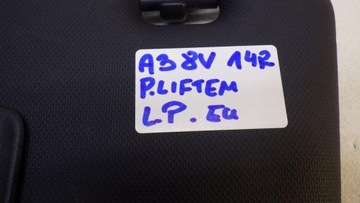 A3 8V 14R
P.LIFTEM
LP. EU